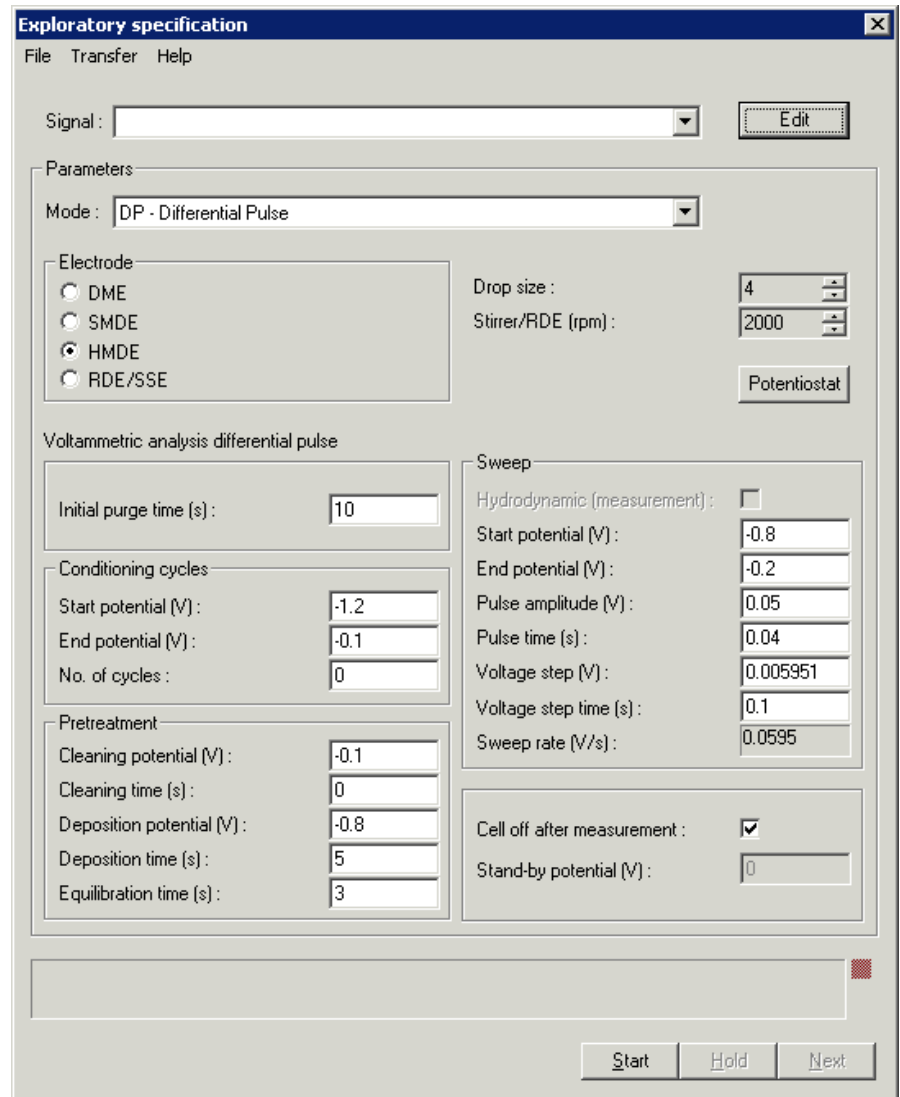 Exploratory specification
File Transfer Help
Signal : Edit
Parameters
Mode : DP - Differential Pulse
Electrode
DME
SMDE
HMDE
RDE/SSE
Drop size : 4
Stirrer/RDE (rpm) : 2000
Potentiostat
Voltammetric analysis differential pulse
Initial purge time (s) : 10
Conditioning cycles
Start potential (V) : -1.2
End potential (V) : -0.1
No. of cycles : 0
Pretreatment
Cleaning potential (V) : -0.1
Cleaning time (s) : 0
Deposition potential (V) : -0.8
Deposition time (s) : 5
Equilibration time (s) : 3
Sweep
Hydrodynamic (measurement) :
Start potential (V) : -0.8
End potential (V) : -0.2
Pulse amplitude (V) : 0.05
Pulse time (s) : 0.04
Voltage step (V) : 0.005951
Voltage step time (s) : 0.1
Sweep rate (V/s) : 0.0595
Cell off after measurement :
Stand-by potential (V) : 0
Start Hold Next